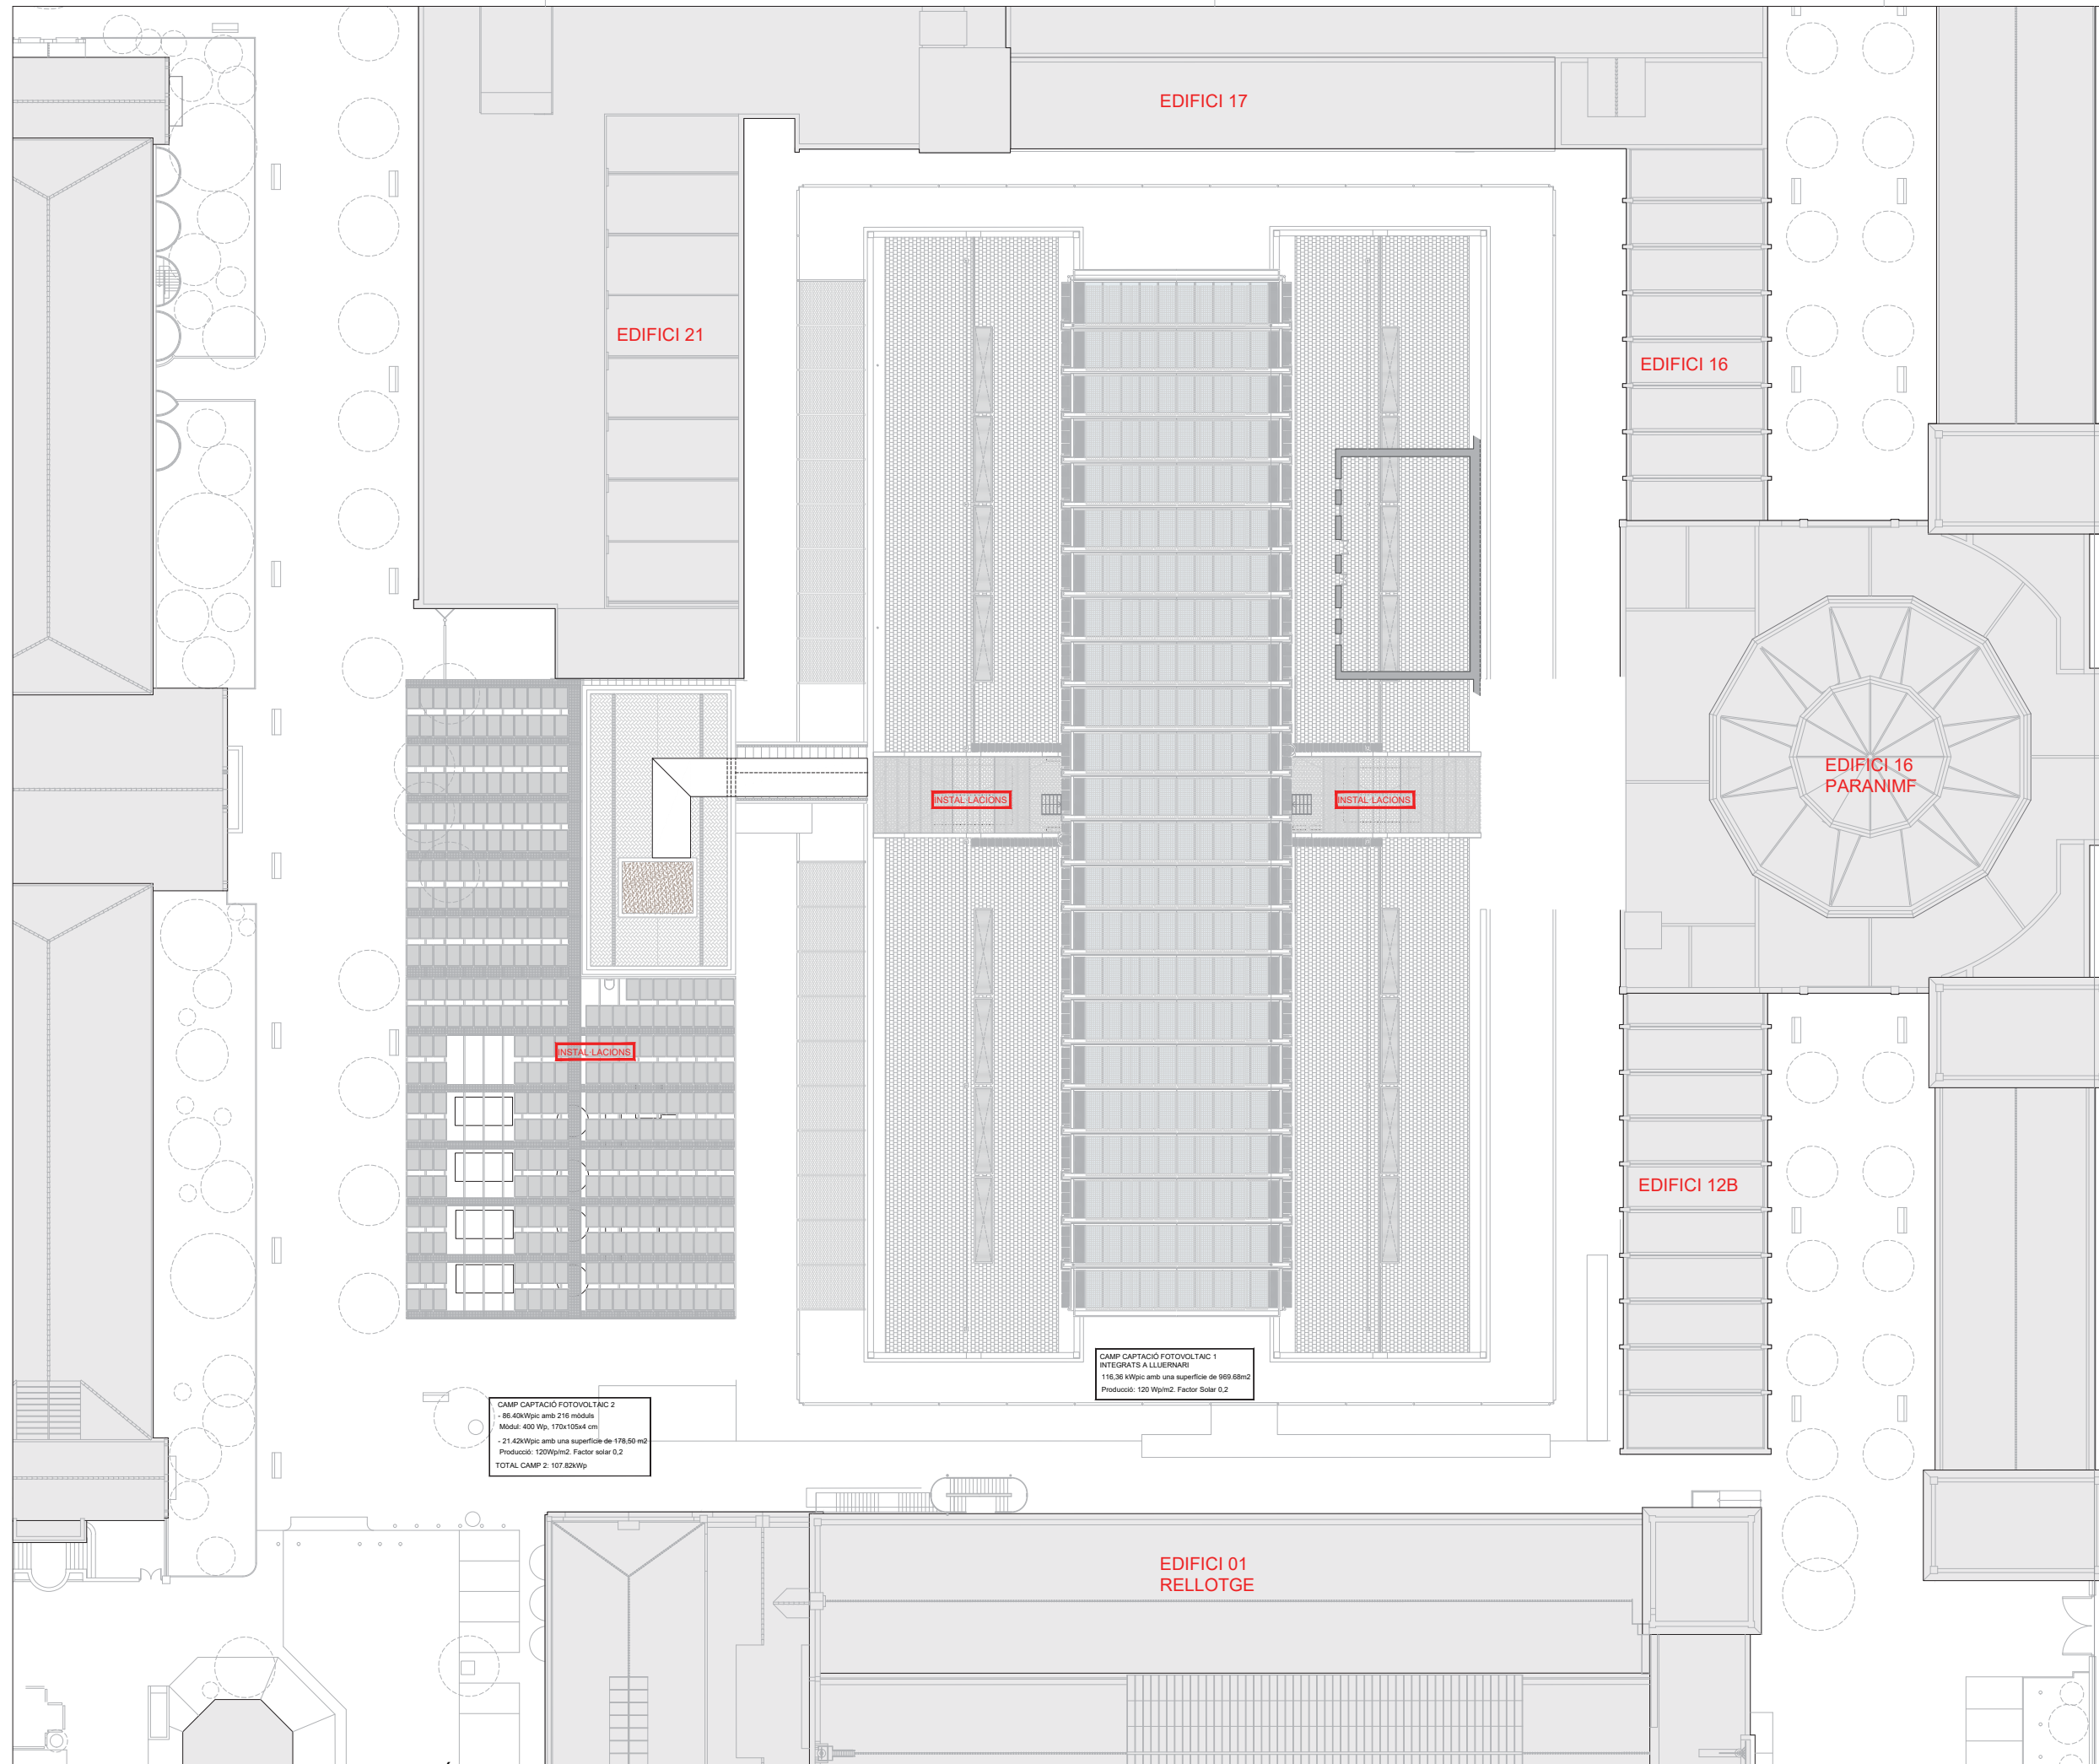 EDIFICI 17
EDIFICI 21
EDIFICI 16
EDIFICI 16
PARANIMF
INSTAL·LACIONS
INSTAL·LACIONS
INSTAL·LACIONS
EDIFICI 12B
CAMP CAPTACIÓ FOTOVOLTAIC 1
INTEGRATS A LLUERNARI
116,36 kWpic amb una superfície de 969.68m2
Producció: 120 Wp/m2. Factor Solar 0,2
CAMP CAPTACIÓ FOTOVOLTAIC 2
- 86.40kWpic amb 216 mòduls
Mòdul: 400 Wp, 170x105x4 cm
- 21.42kWpic amb una superfície de 178,50 m2
Producció: 120Wp/m2. Factor solar 0,2
TOTAL CAMP 2: 107.82kWp
EDIFICI 01
RELLOTGE